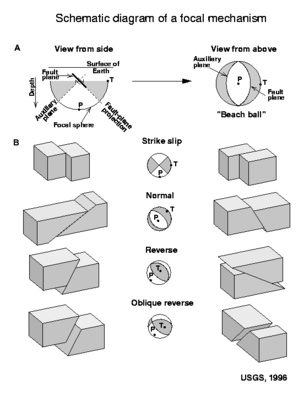 Schematic diagram of a focal mechanism
A
View from side
View from above
Surface of
Earth
Fault
plane
Depth
T
P
Auxiliary
plane
Focal sphere
Fault-plane
projection
Auxiliary
plane
P
T
Fault
plane
"Beach ball"
B
Strike slip
T
P
Normal
T
P
Reverse
T
P
Oblique reverse
P
T
USGS, 1996